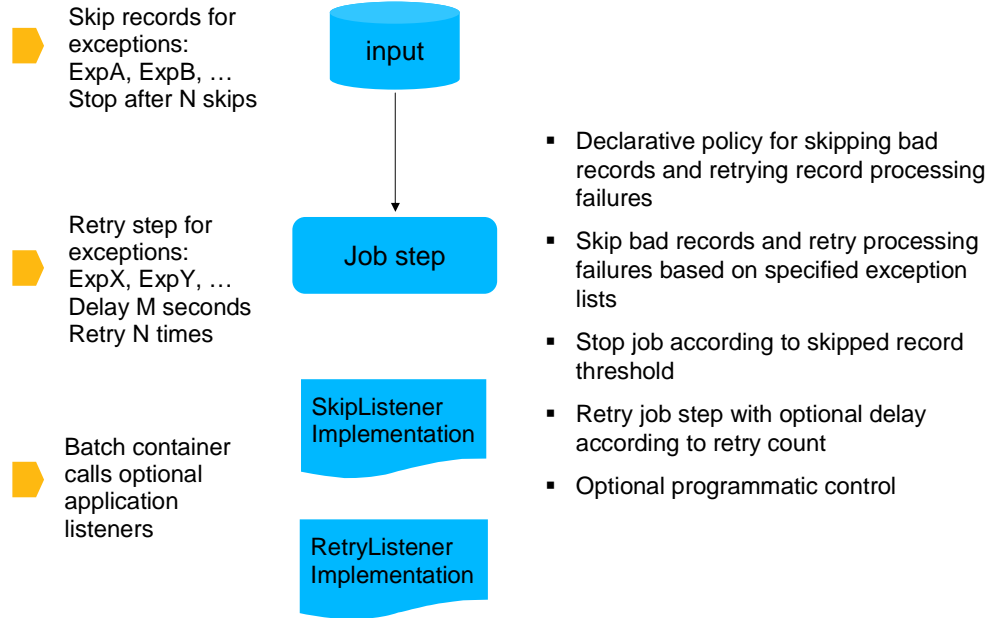 Skip records for
exceptions:
ExpA, ExpB, …
Stop after N skips
input
Retry step for
exceptions:
ExpX, ExpY, …
Delay M seconds
Retry N times
Job step
Batch container
calls optional
application
listeners
SkipListener
Implementation
RetryListener
Implementation
▪ Declarative policy for skipping bad
records and retrying record processing
failures
▪ Skip bad records and retry processing
failures based on specified exception
lists
▪ Stop job according to skipped record
threshold
▪ Retry job step with optional delay
according to retry count
▪ Optional programmatic control